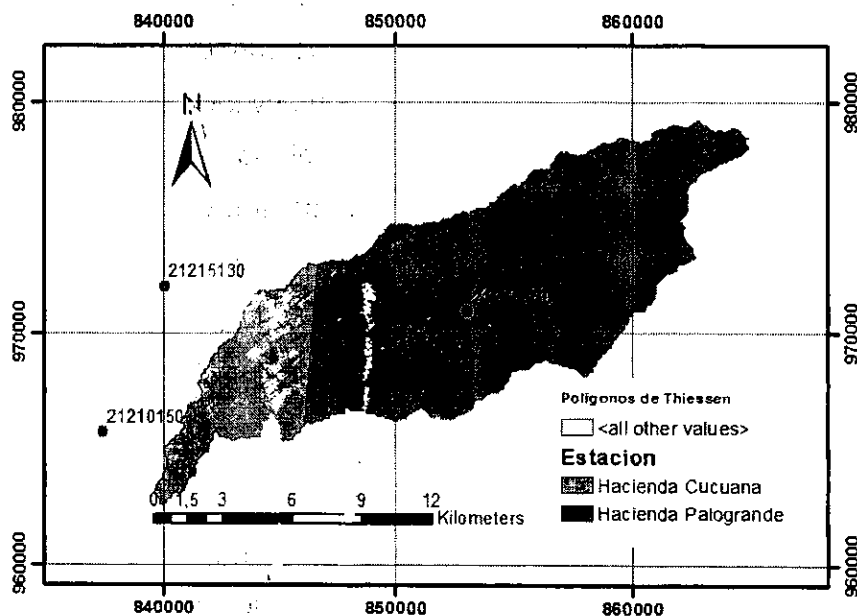 840000 850000 860000
980000 980000
N
21215130
970000 970000
21210150
Polígonos de Thiessen
<all other values>
Estacion
Hacienda Cucuana
Hacienda Palogrande
0 1,5 3 6 9 12
Kilometers
960000 960000
840000 850000 860000